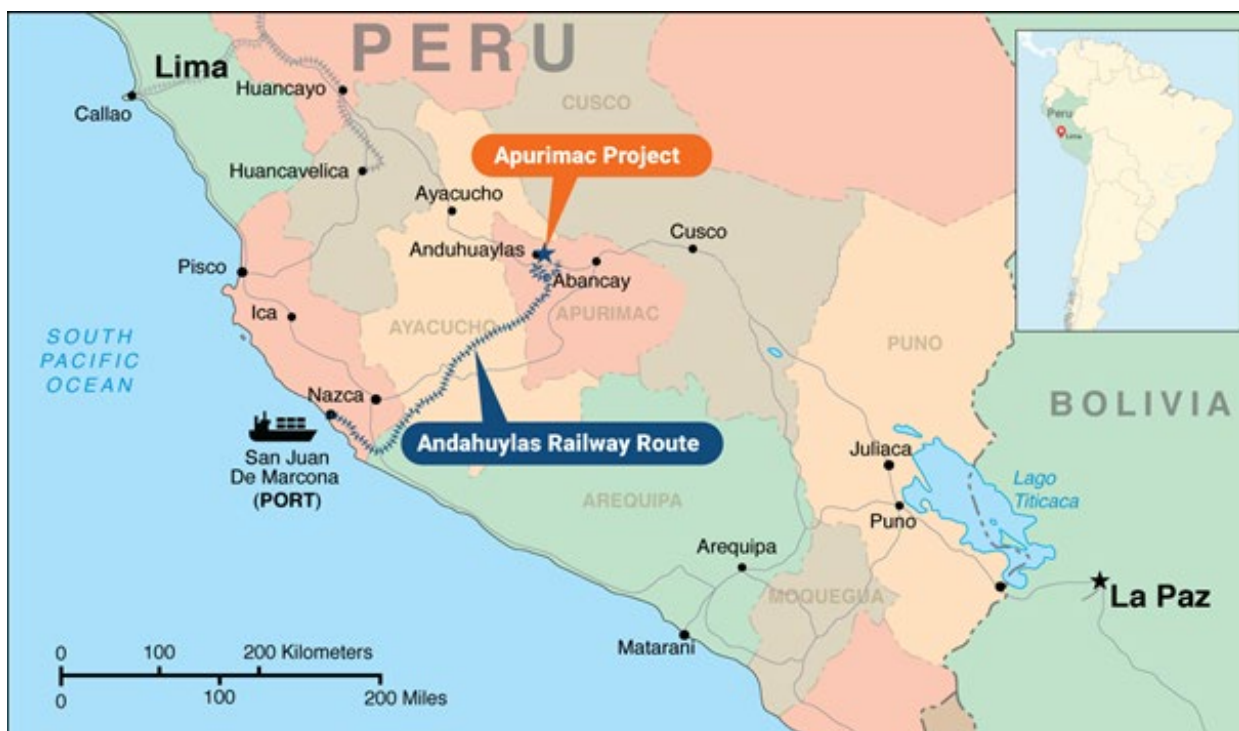 PERU
Lima
Callao
Huancayo
CUSCO
Peru
Lima
Huancavelica
Apurimac Project
Ayacucho
Anduhuaylas
Cusco
Abancay
Pisco
Ica
AYACUCHO
APURIMAC
PUNO
SOUTH
PACIFIC
OCEAN
Nazca
BOLIVIA
Andahuylas Railway Route
San Juan
De Marcona
(PORT)
Juliaca
Lago
Titicaca
AREQUIPA
Puno
Arequipa
MOQUEGUA
La Paz
Matarani
0 100 200 Kilometers
0 100 200 Miles